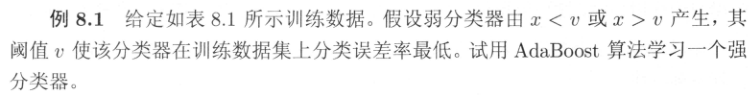 例 8.1 给定如表 8.1 所示训练数据。假设弱分类器由 x < v 或 x > v 产生，其
阈值 v 使该分类器在训练数据集上分类误差率最低。试用 AdaBoost 算法学习一个强
分类器。